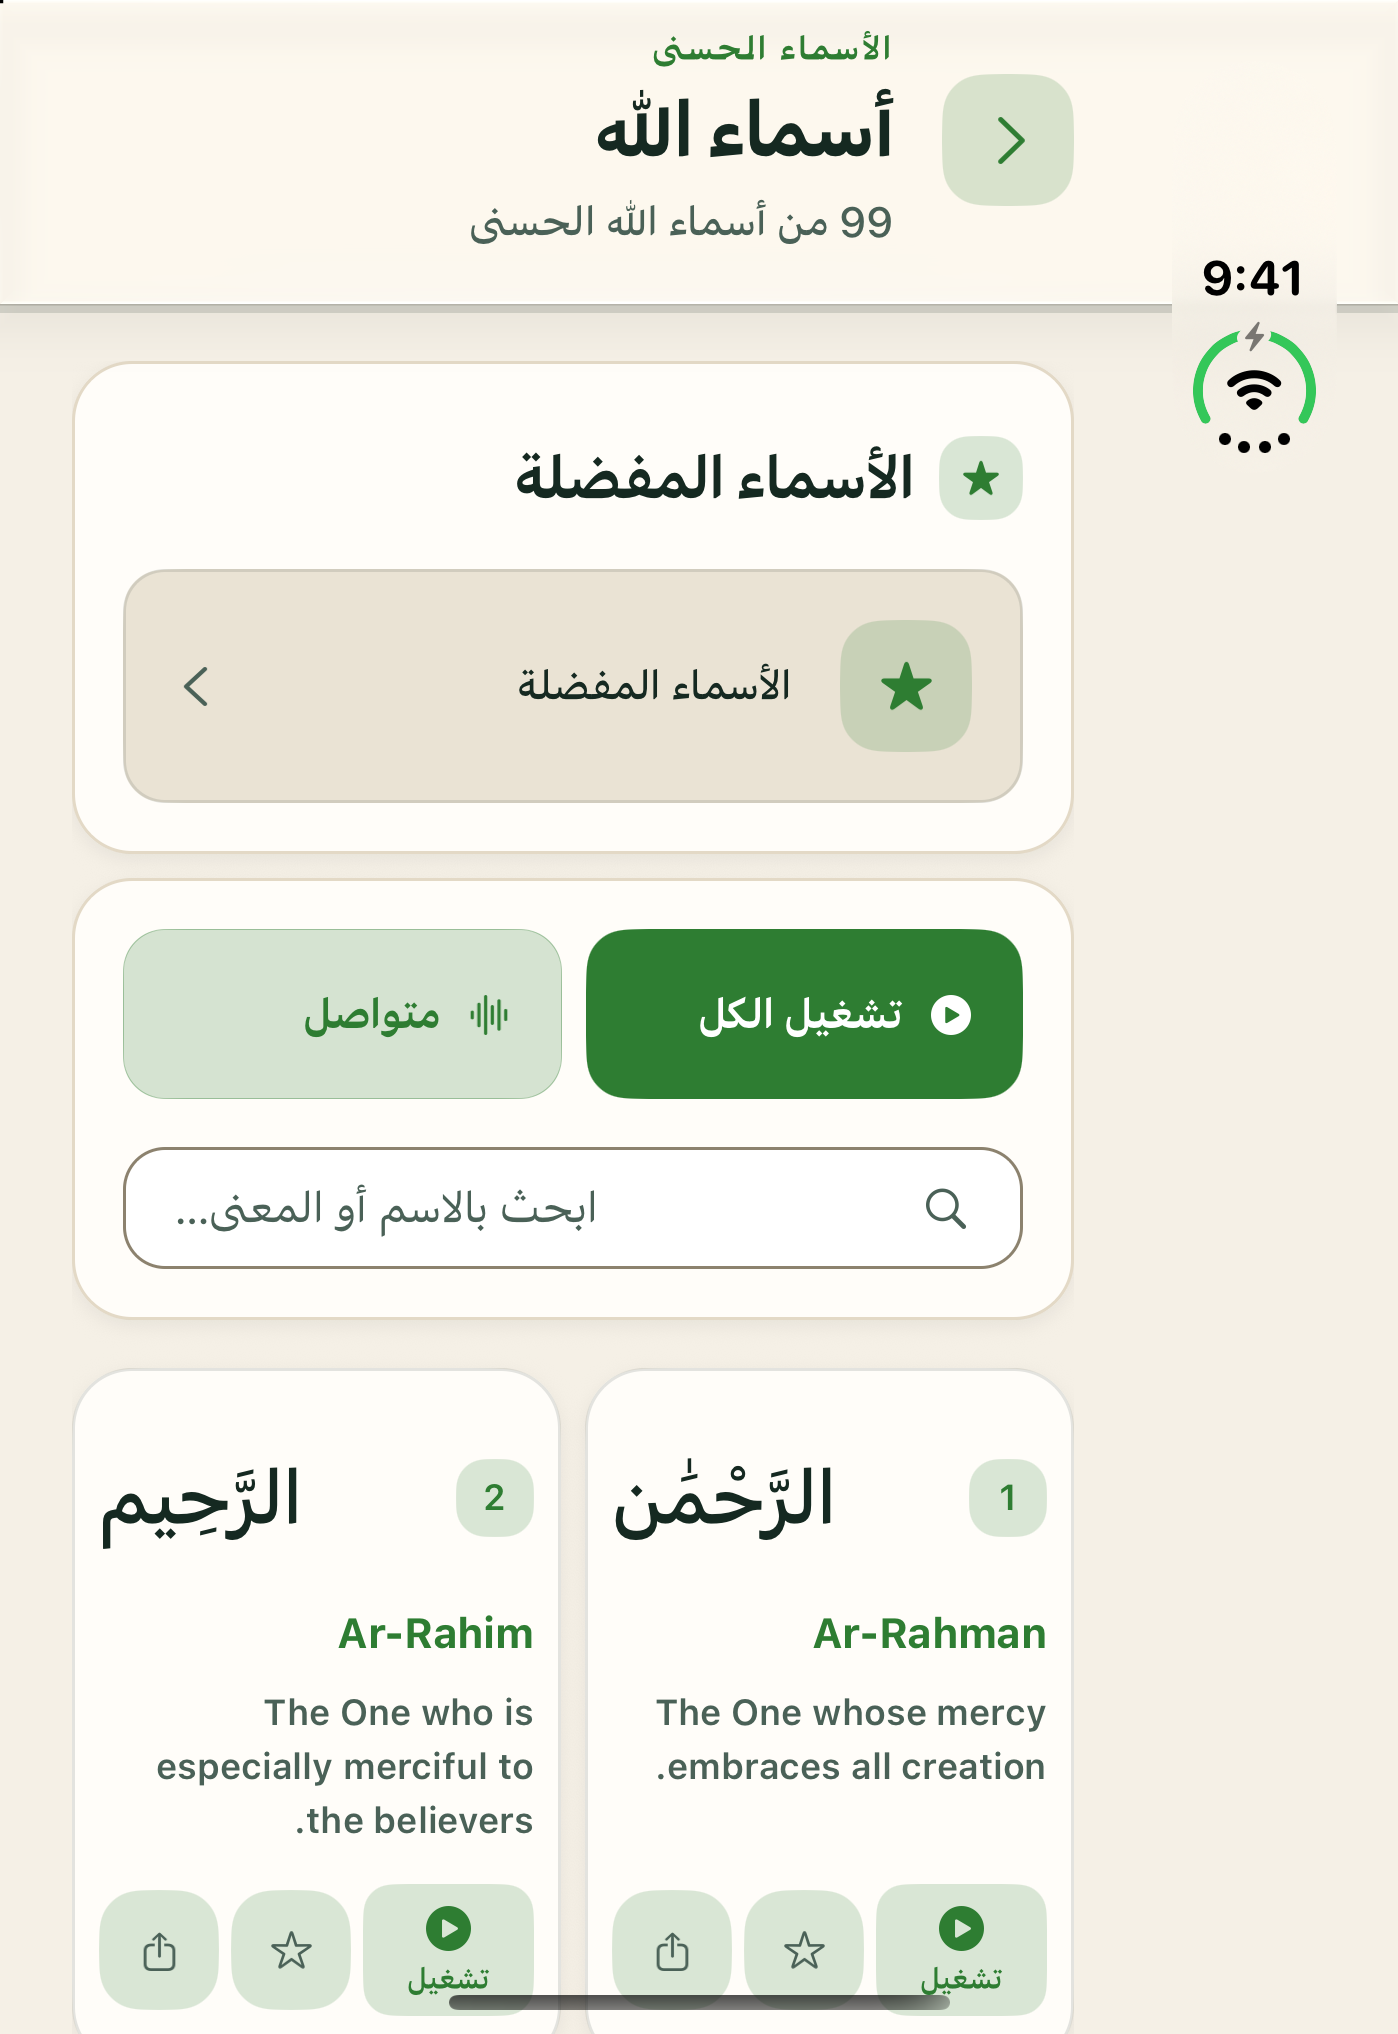 الأسماء الحسنى
أسماء الله
99 من أسماء الله الحسنى
9:41
الأسماء المفضلة
الأسماء المفضلة
تشغيل الكل
متواصل
ابحث بالاسم أو المعنى...
1
الرَّحْمَٰن
Ar-Rahman
The One whose mercy
embraces all creation.
تشغيل
2
الرَّحِيم
Ar-Rahim
The One who is
especially merciful to
the believers.
تشغيل